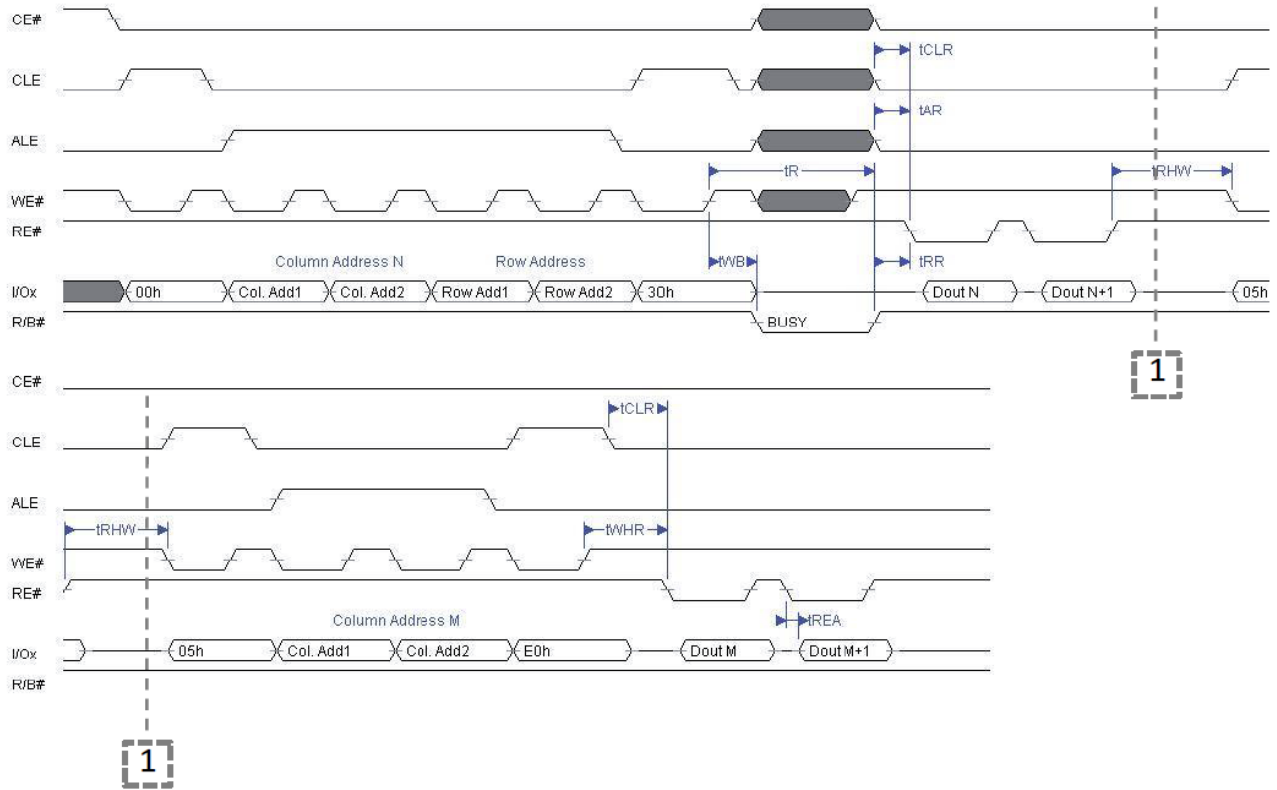 CE#
CLE
tCLR
ALE
tAR
WE#
tR
tRHW
RE#
Column Address N Row Address
tWB
tRR
I/Ox 00h Col. Add1 Col. Add2 Row Add1 Row Add2 30h Dout N Dout N+1 05h
R/B# BUSY
1
CE#
tCLR
CLE
ALE
tRHW tWHR
WE#
RE#
Column Address M
tREA
I/Ox 05h Col. Add1 Col. Add2 E0h Dout M Dout M+1
R/B#
1